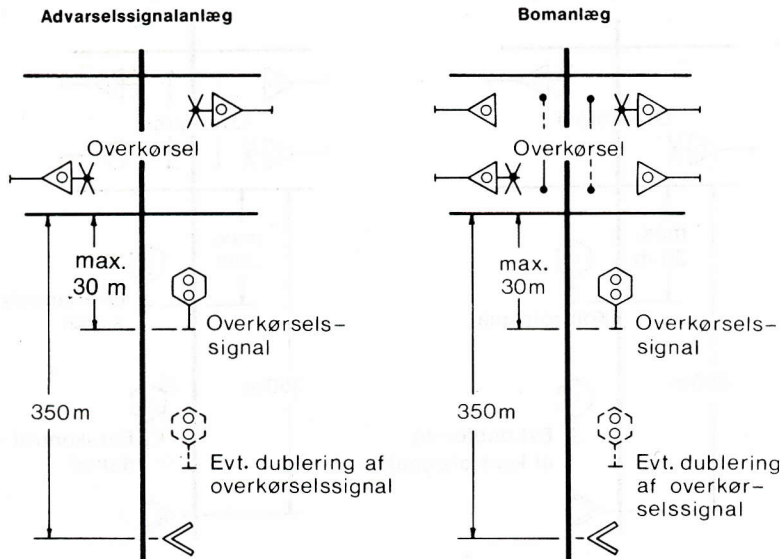 Advarselssignalanlæg
Overkørsel
max.
30 m
Overkørsels-
signal
350m
Evt. dublering af
overkørselssignal
Bomanlæg
Overkørsel
max.
30m
Overkørsels-
signal
350m
Evt. dublering
af overkør-
selssignal